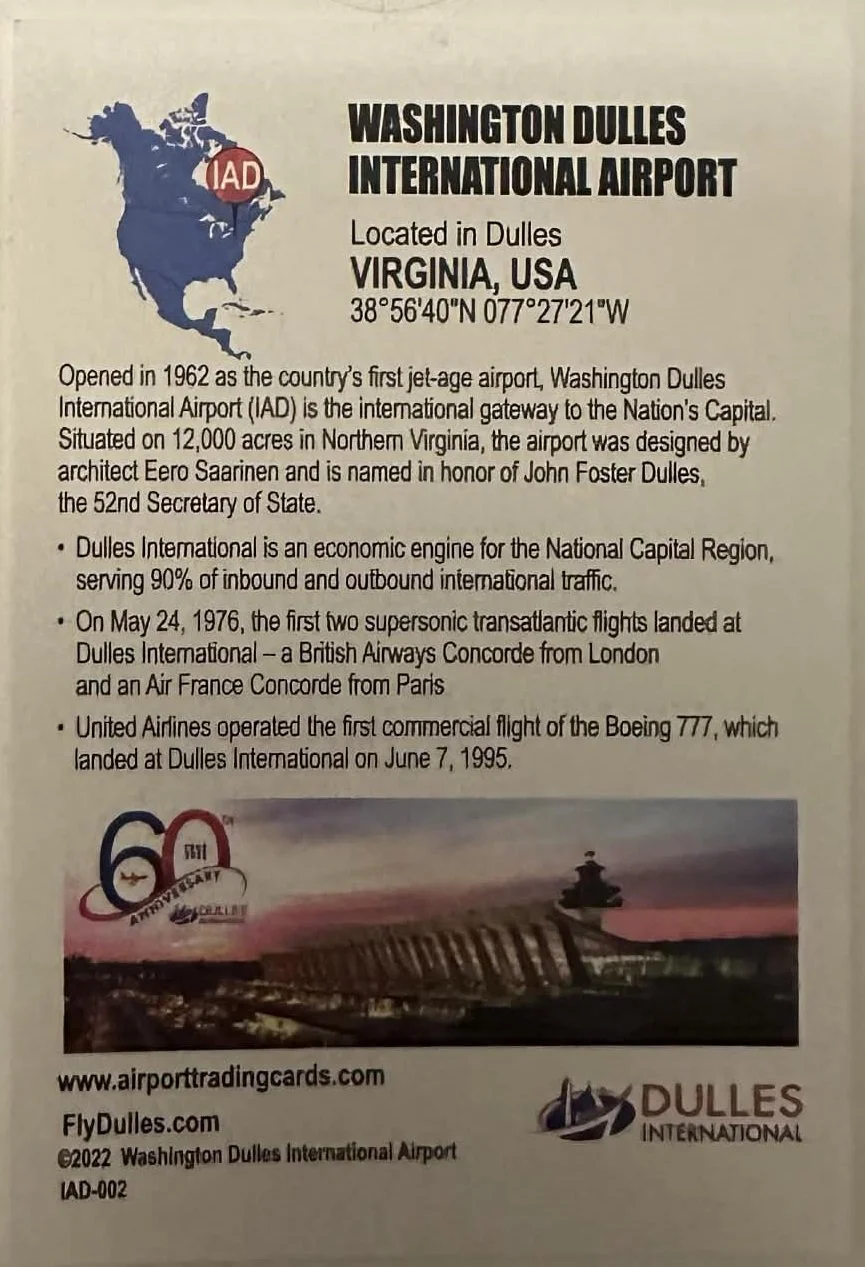 IAD
WASHINGTON DULLES
INTERNATIONAL AIRPORT
Located in Dulles
VIRGINIA, USA
38°56'40"N 077°27'21"W
Opened in 1962 as the country's first jet-age airport, Washington Dulles
International Airport (IAD) is the international gateway to the Nation's Capital.
Situated on 12,000 acres in Northern Virginia, the airport was designed by
architect Eero Saarinen and is named in honor of John Foster Dulles,
the 52nd Secretary of State.
• Dulles International is an economic engine for the National Capital Region,
serving 90% of inbound and outbound international traffic.
• On May 24, 1976, the first two supersonic transatlantic flights landed at
Dulles International – a British Airways Concorde from London
and an Air France Concorde from Paris
• United Airlines operated the first commercial flight of the Boeing 777, which
landed at Dulles International on June 7, 1995.
60
ANNIVERSARY
DULLES
www.airporttradingcards.com
FlyDulles.com
©2022 Washington Dulles International Airport
IAD-002
DULLES
INTERNATIONAL